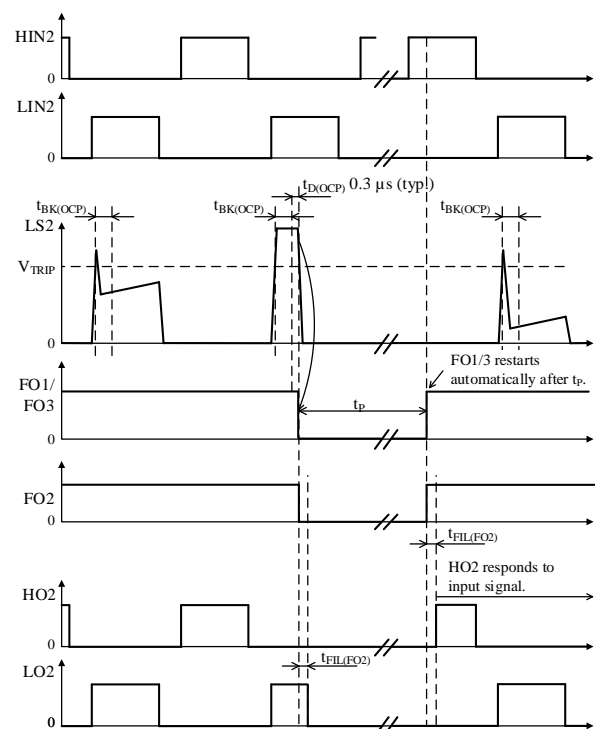 HIN2
0
LIN2
0
tD(OCP) 0.3 µs (typ.)
tBK(OCP)
tBK(OCP)
tBK(OCP)
LS2
VTRIP
0
FO1/3 restarts
automatically after tP.
FO1/
FO3
tP
0
FO2
0
tFIL(FO2)
HO2 responds to
input signal.
HO2
0
tFIL(FO2)
LO2
0